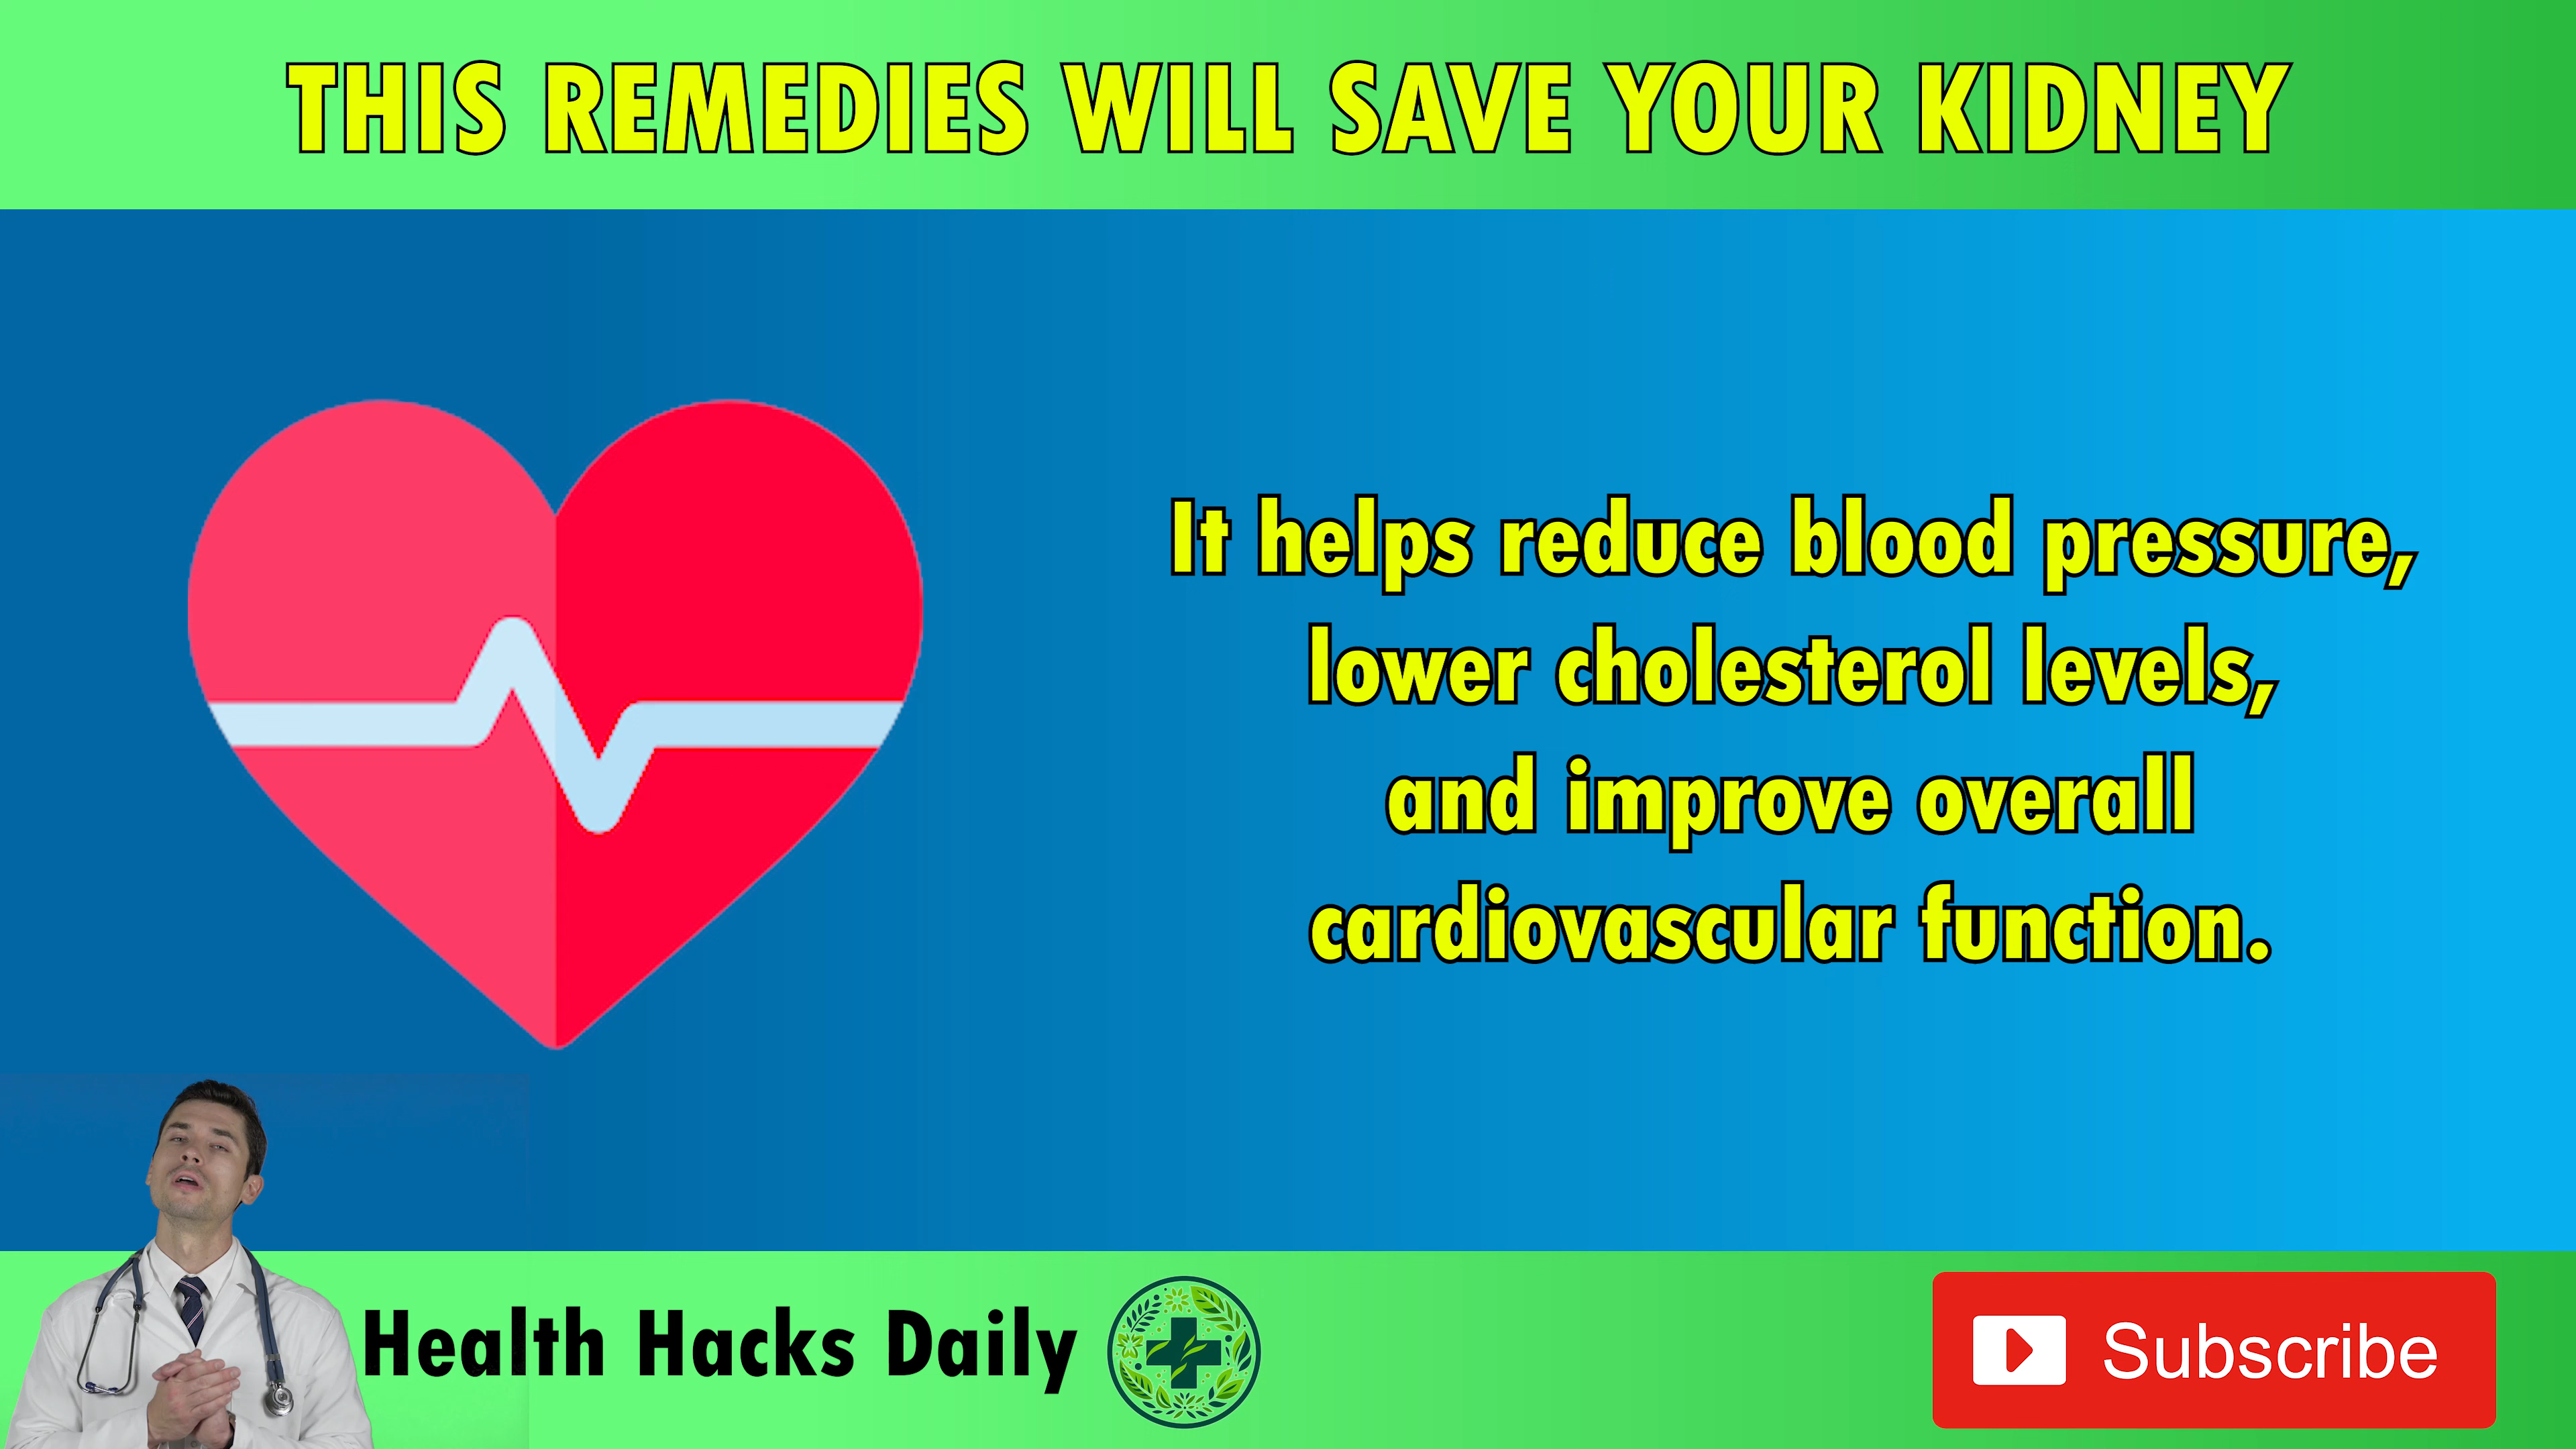 THIS REMEDIES WILL SAVE YOUR KIDNEY
It helps reduce blood pressure,
lower cholesterol levels,
and improve overall
cardiovascular function.
Health Hacks Daily
Subscribe